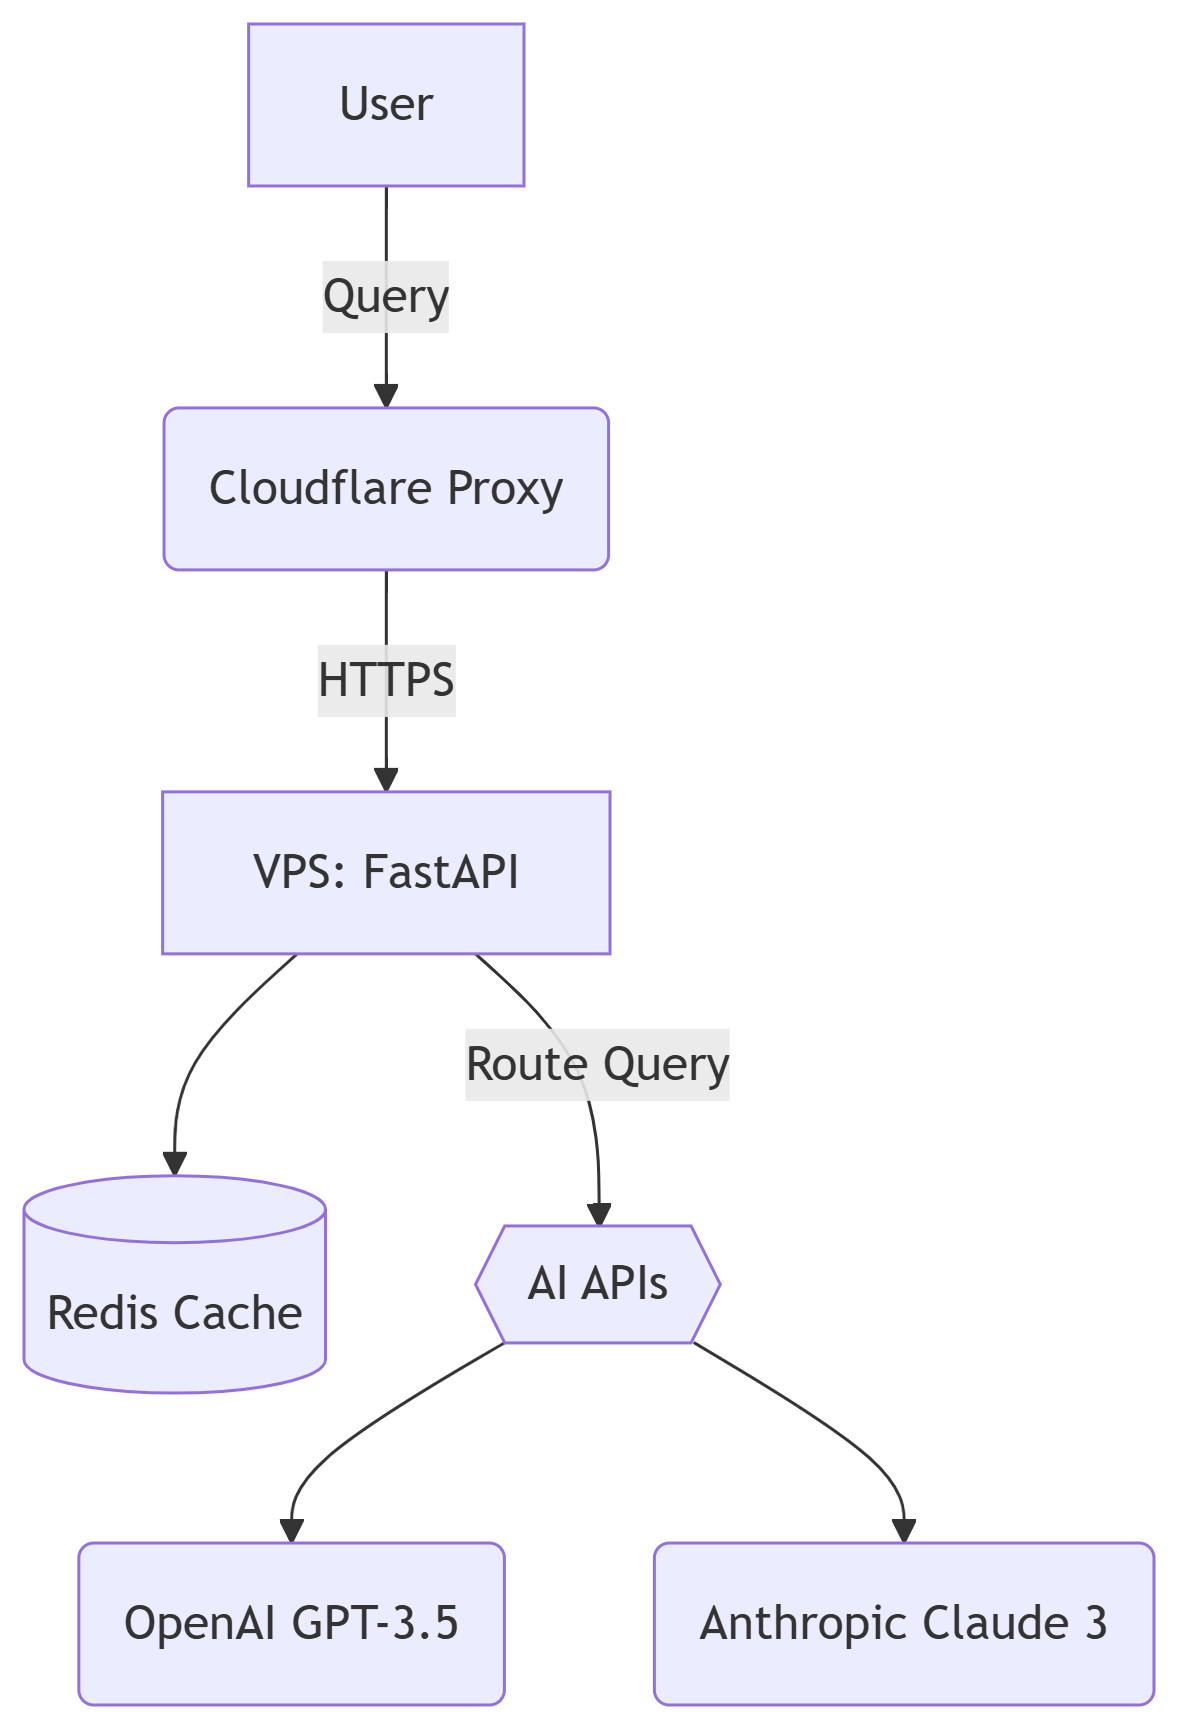 User
Query
Cloudflare Proxy
HTTPS
VPS: FastAPI
Route Query
Redis Cache
AI APIs
OpenAI GPT-3.5
Anthropic Claude 3